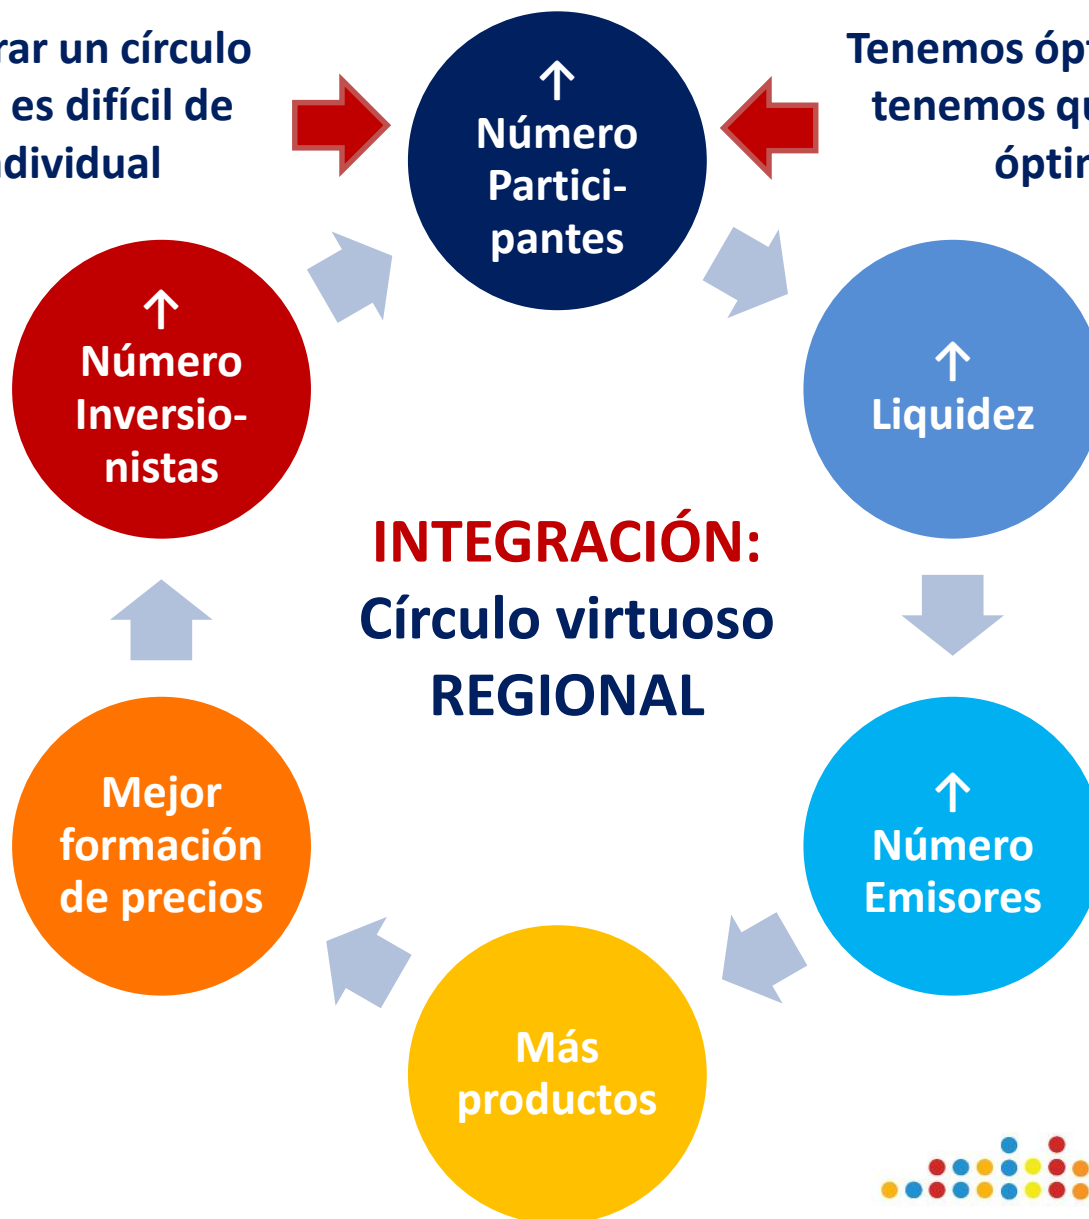 rar un círculo
es difícil de
dividual
Tenemos ópt
tenemos qu
óptir
↑
Número
Partici-
pantes
↑
Liquidez
↑
Número
Emisores
Más
productos
Mejor
formación
de precios
↑
Número
Inversio-
nistas
INTEGRACIÓN:
Círculo virtuoso
REGIONAL